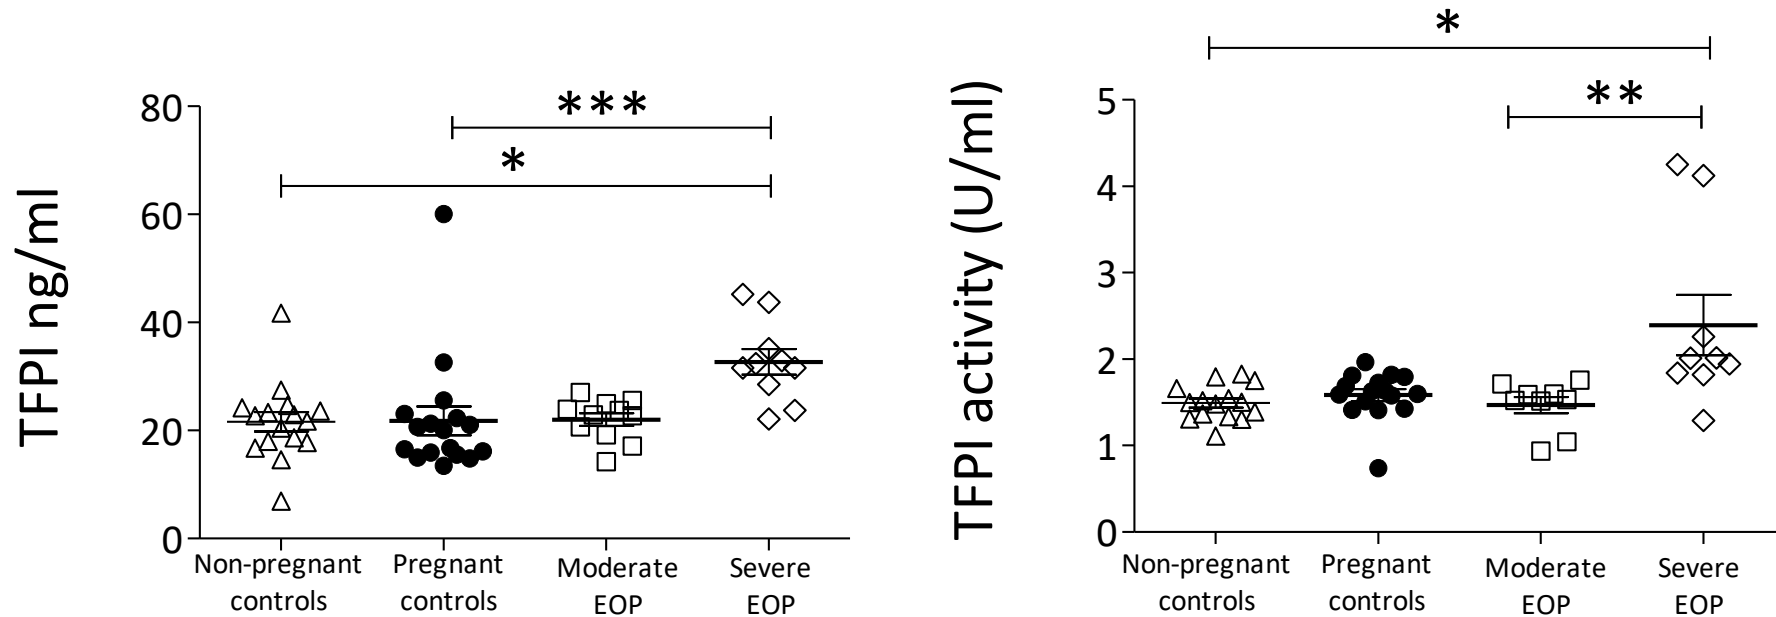 TFPI ng/ml
80
60
40
20
0
***
*
Non-pregnant controls
Pregnant controls
Moderate EOP
Severe EOP
TFPI activity (U/ml)
5
4
3
2
1
0
*
**
Non-pregnant controls
Pregnant controls
Moderate EOP
Severe EOP